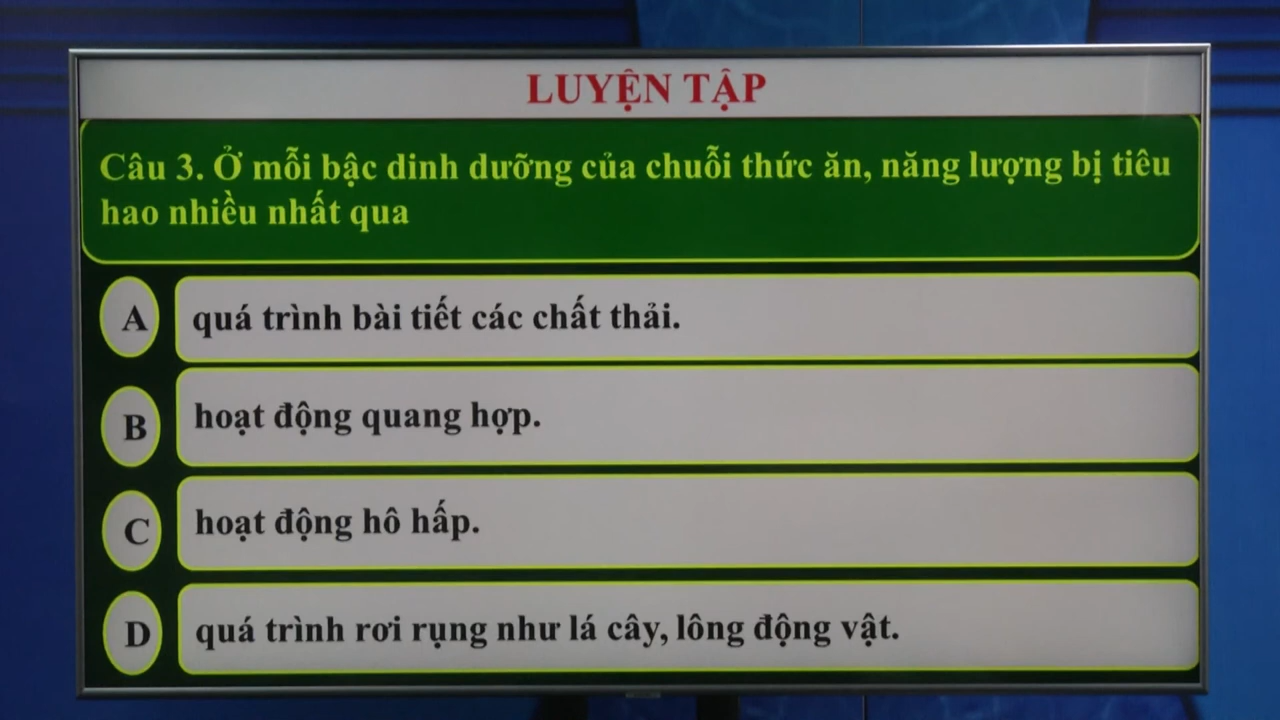 LUYỆN TẬP
Câu 3. Ở mỗi bậc dinh dưỡng của chuỗi thức ăn, năng lượng bị tiêu
hao nhiều nhất qua
A quá trình bài tiết các chất thải.
B hoạt động quang hợp.
C hoạt động hô hấp.
D quá trình rơi rụng như lá cây, lông động vật.